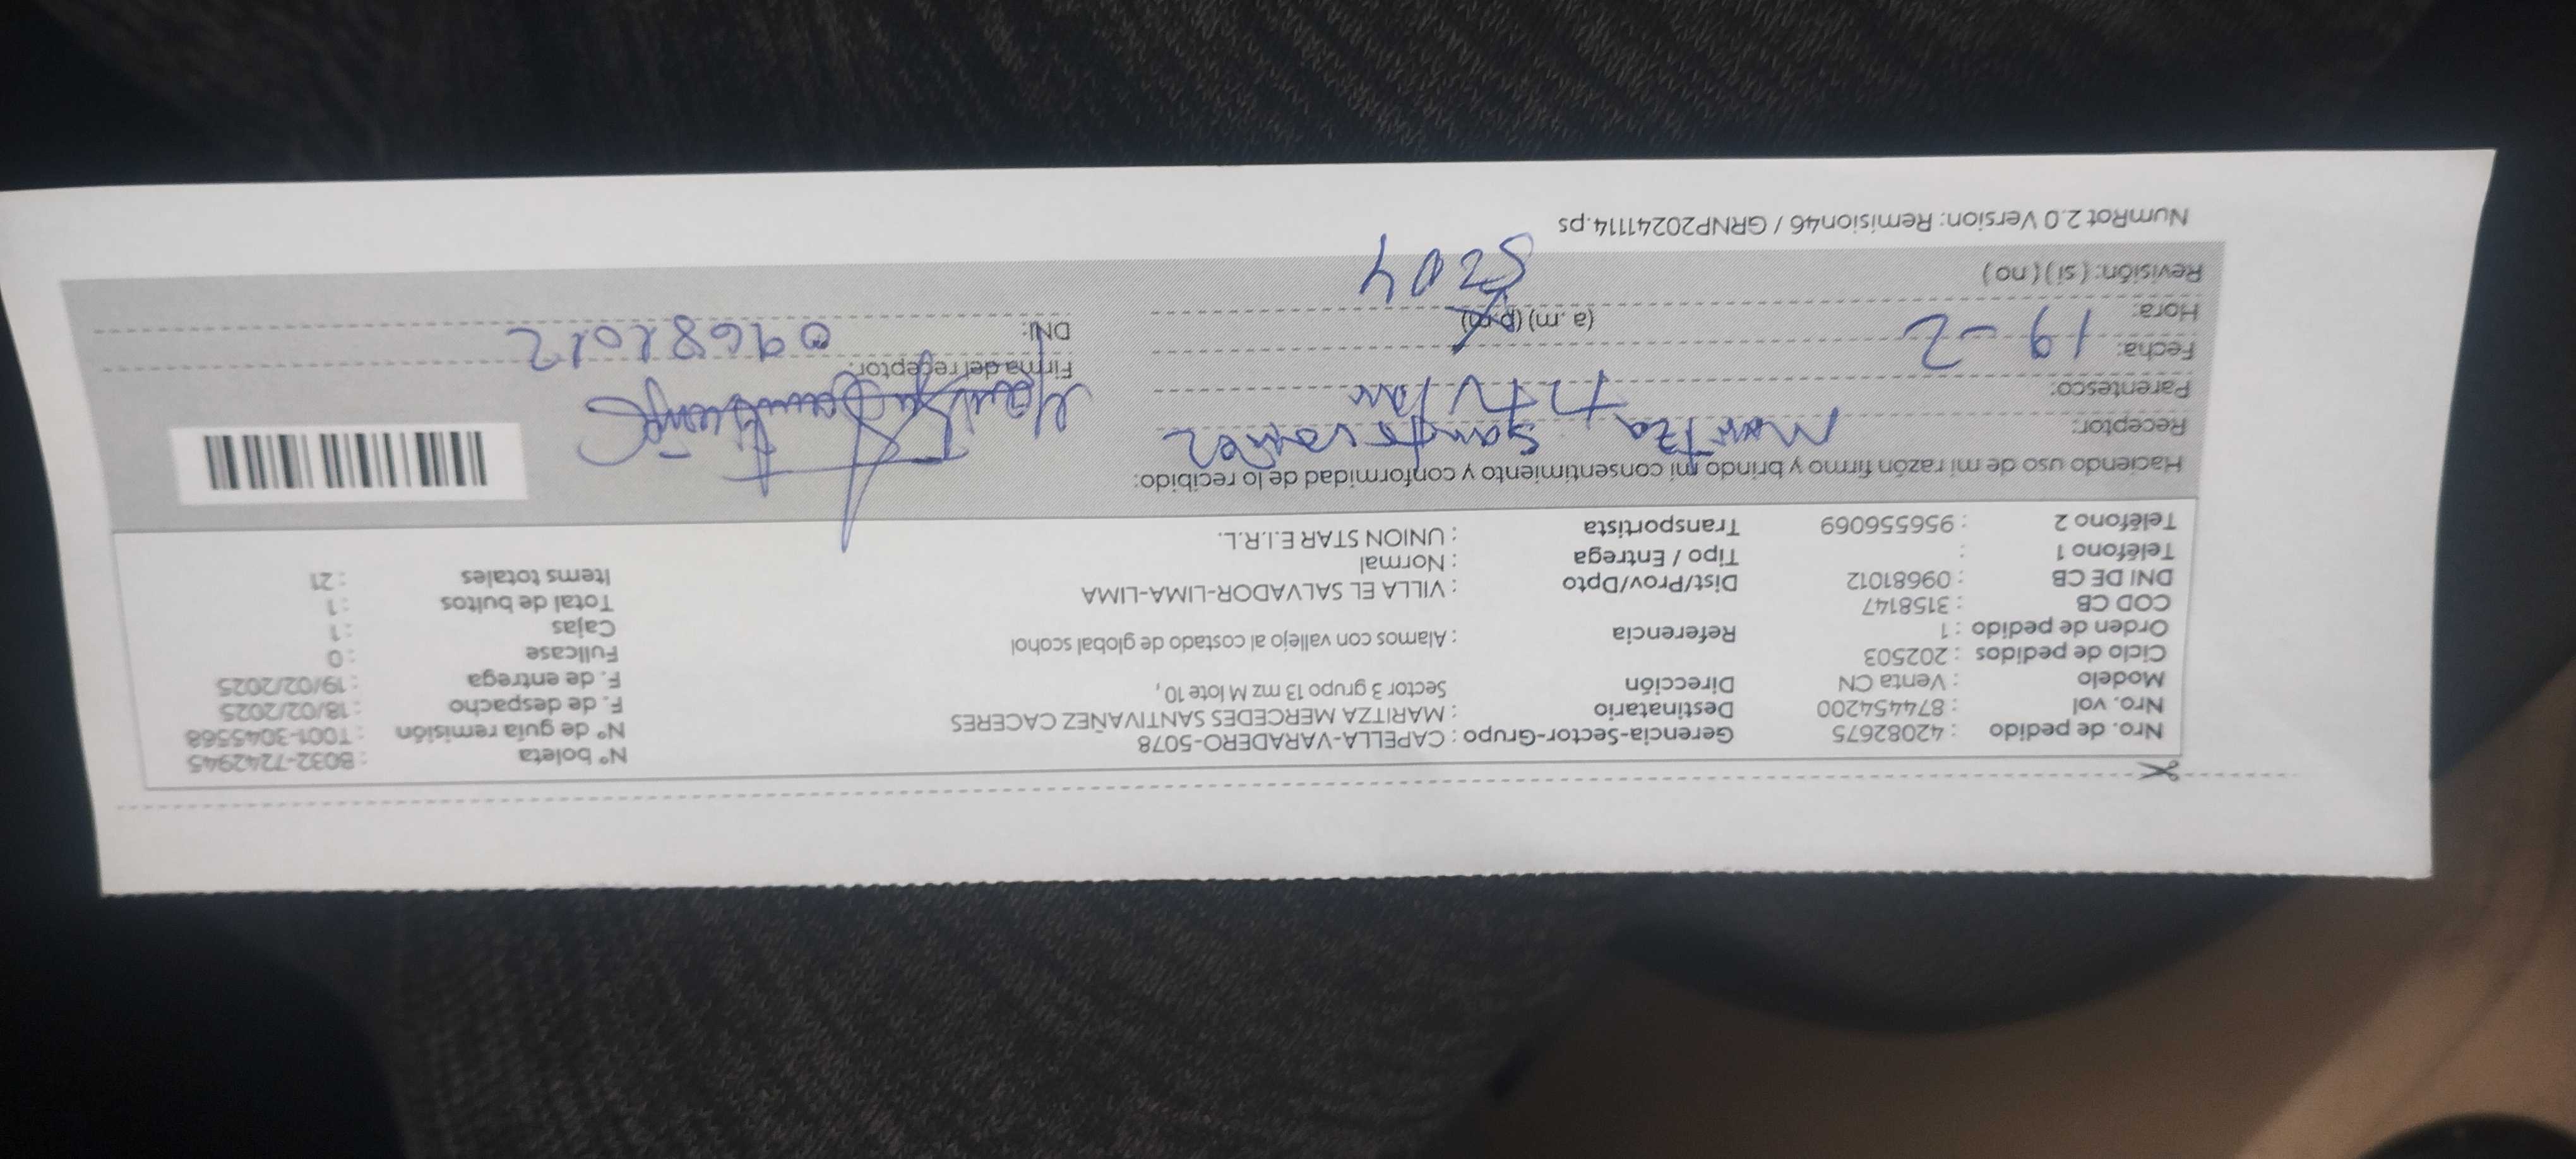 Nro. de pedido : 42082675 Gerencia-Sector-Grupo : CAPELLA-VARADERO-5078 N° boleta : B032-7242945
Nro. vol : 874454200 Destinatario : MARITZA MERCEDES SANTIVAÑEZ CACERES N° de guía remisión : T001-3045568
Modelo : Venta CN Dirección Sector 3 grupo 13 mz M lote 10, F. de despacho : 18/02/2025
Ciclo de pedidos : 202503 F. de entrega : 19/02/2025
Orden de pedido : 1 Referencia : Alamos con vallejo al costado de global scohol Fullcase : 0
COD CB : 3158147 Cajas : 1
DNI DE CB : 09681012 Dist/Prov/Dpto : VILLA EL SALVADOR-LIMA-LIMA Total de bultos : 1
Teléfono 1 : Tipo / Entrega : Normal Items totales : 21
Teléfono 2 : 956556069 Transportista : UNION STAR E.I.R.L.
Haciendo uso de mi razón firmo y brindo mi consentimiento y conformidad de lo recibido:
Receptor: Maritza Santivañez
Parentesco: Titular
Fecha: 19-2 Firma del receptor:
Hora: (a.m) (p.m) DNI: 09681012
Revisión: (si) (no) 5204
NumRot 2.0 Version: Remision46 / GRNP20241114.ps